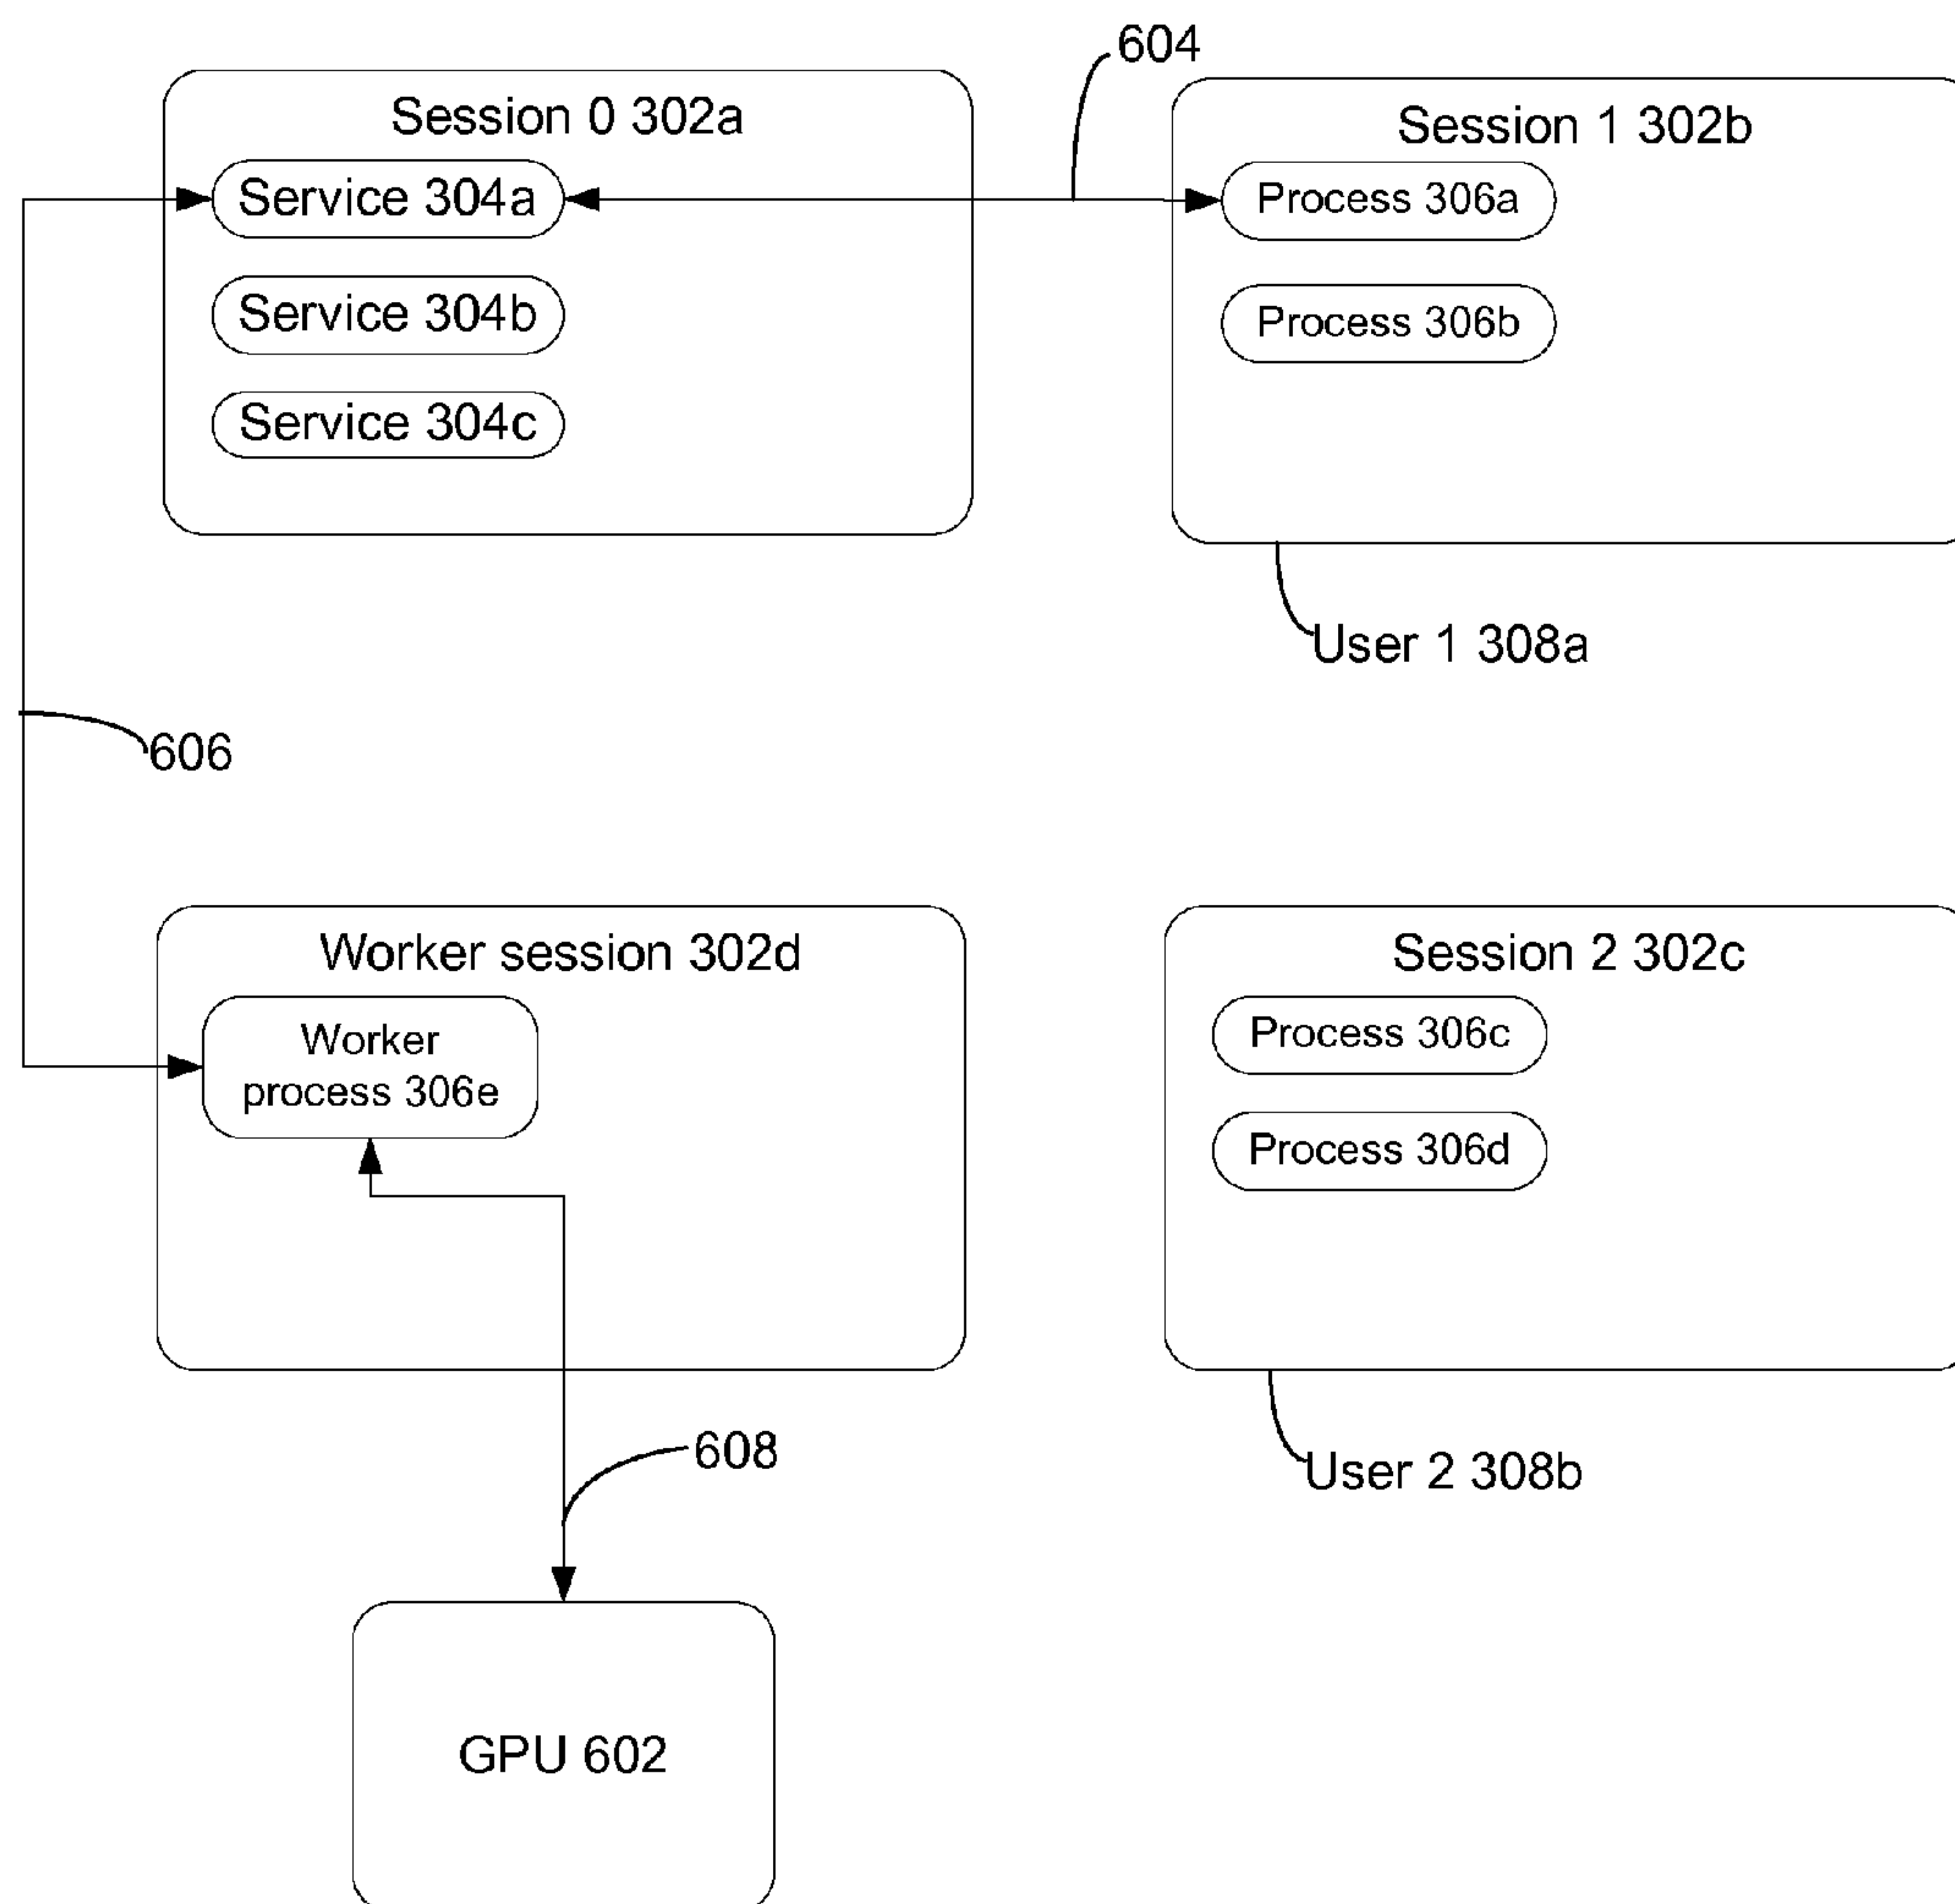 604
Session 0 302a
Service 304a
Service 304b
Service 304c
Session 1 302b
Process 306a
Process 306b
User 1 308a
606
Worker session 302d
Worker
process 306e
Session 2 302c
Process 306c
Process 306d
User 2 308b
608
GPU 602